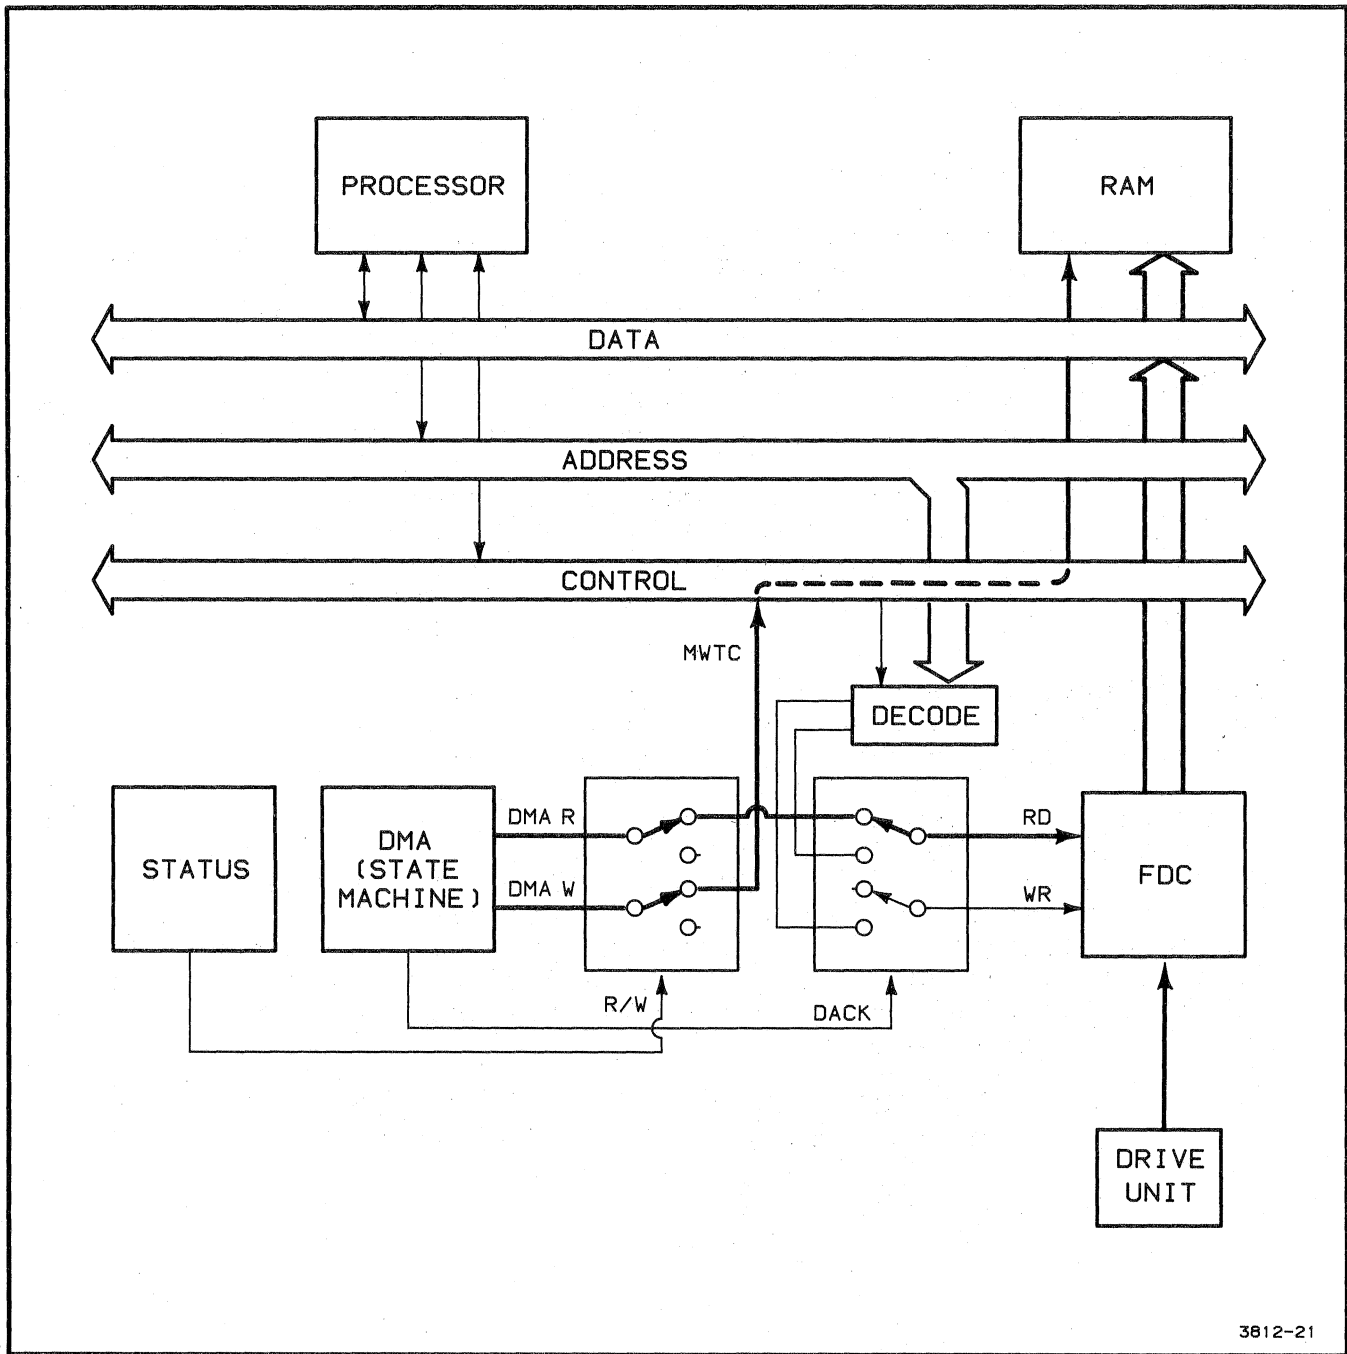 PROCESSOR
RAM
DATA
ADDRESS
CONTROL
MWTC
DECODE
STATUS
DMA
(STATE
MACHINE)
DMA R
DMA W
RD
WR
FDC
R/W
DACK
DRIVE
UNIT
3812-21